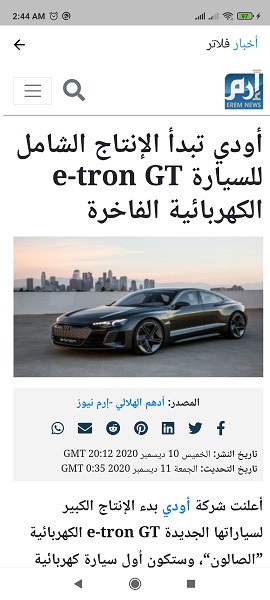 2:44 AM
97
أخبار فلاتر
إرم
EREM NEWS
أودي تبدأ الإنتاج الشامل
للسيارة e-tron GT
الكهربائية الفاخرة
المصدر: أدهم الهلالي -إرم نيوز
تاريخ النشر: الخميس 10 ديسمبر 2020 20:12 GMT
تاريخ التحديث: الجمعة 11 ديسمبر 2020 0:35 GMT
أعلنت شركة أودي بدء الإنتاج الكبير
لسياراتها الجديدة e-tron GT الكهربائية
”الصالون“، وستكون أول سيارة كهربائية